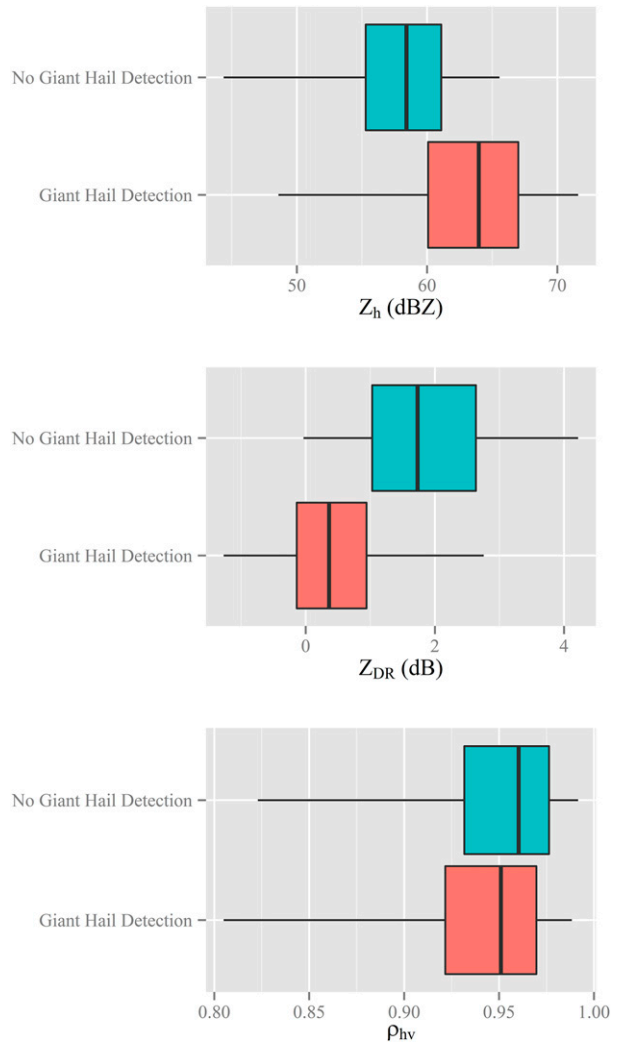 No Giant Hail Detection
Giant Hail Detection
50 60 70
Zh (dBZ)
No Giant Hail Detection
Giant Hail Detection
0 2 4
ZDR (dB)
No Giant Hail Detection
Giant Hail Detection
0.80 0.85 0.90 0.95 1.00
ρhv